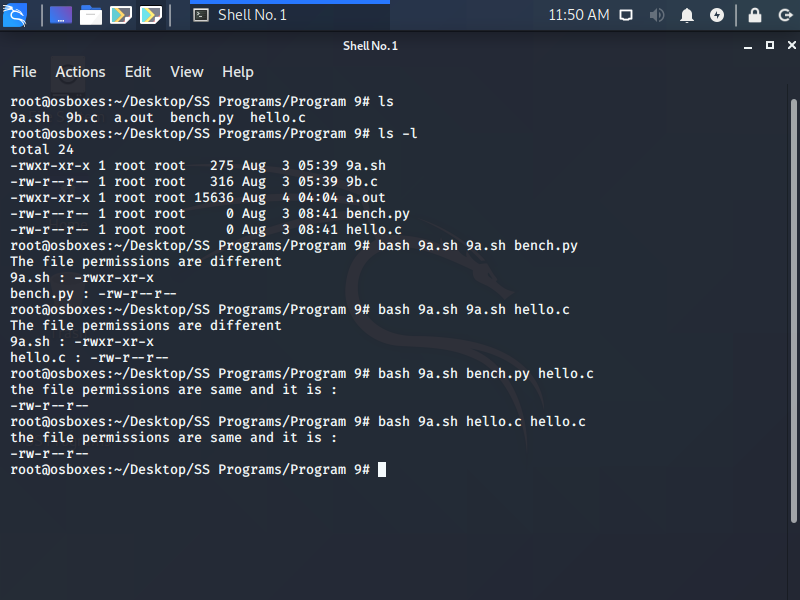 Shell No. 1
11:50 AM
Shell No. 1
File Actions Edit View Help
root@osboxes:~/Desktop/SS Programs/Program 9# ls
9a.sh  9b.c  a.out  bench.py  hello.c
root@osboxes:~/Desktop/SS Programs/Program 9# ls -l
total 24
-rwxr-xr-x 1 root root   275 Aug  3 05:39 9a.sh
-rw-r--r-- 1 root root   316 Aug  3 05:39 9b.c
-rwxr-xr-x 1 root root 15636 Aug  4 04:04 a.out
-rw-r--r-- 1 root root     0 Aug  3 08:41 bench.py
-rw-r--r-- 1 root root     0 Aug  3 08:41 hello.c
root@osboxes:~/Desktop/SS Programs/Program 9# bash 9a.sh 9a.sh bench.py
The file permissions are different
9a.sh : -rwxr-xr-x
bench.py : -rw-r--r--
root@osboxes:~/Desktop/SS Programs/Program 9# bash 9a.sh 9a.sh hello.c
The file permissions are different
9a.sh : -rwxr-xr-x
hello.c : -rw-r--r--
root@osboxes:~/Desktop/SS Programs/Program 9# bash 9a.sh bench.py hello.c
the file permissions are same and it is :
-rw-r--r--
root@osboxes:~/Desktop/SS Programs/Program 9# bash 9a.sh hello.c hello.c
the file permissions are same and it is :
-rw-r--r--
root@osboxes:~/Desktop/SS Programs/Program 9#